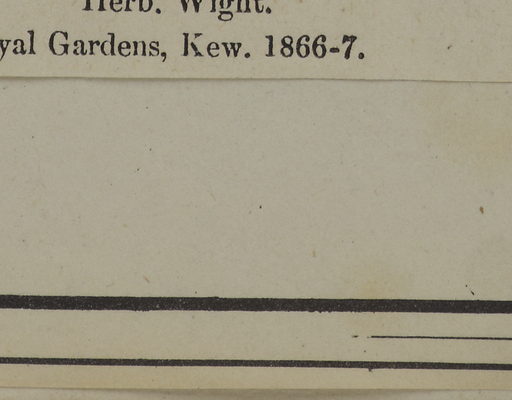 Herb. Wight.
yal Gardens, Kew. 1866-7.